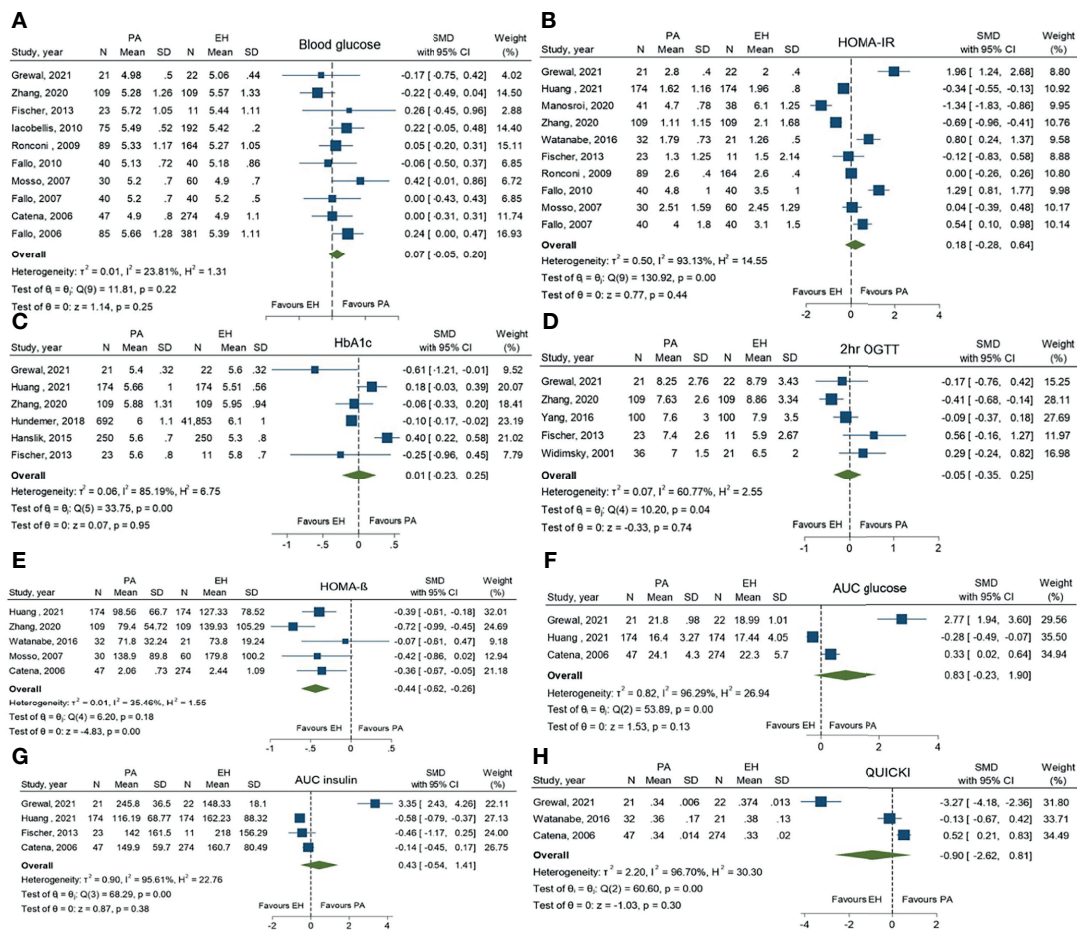 A
PA EH Blood glucose SMD Weight
Study, year N Mean SD N Mean SD with 95% CI (%)
Grewal, 2021 21 4.98 .5 22 5.06 .44 -0.17 [ -0.75, 0.42] 4.02
Zhang, 2020 109 5.28 1.26 109 5.57 1.33 -0.22 [ -0.49, 0.04] 14.50
Fischer, 2013 23 5.72 1.05 11 5.44 1.11 0.26 [ -0.45, 0.96] 2.88
Iacobellis, 2010 75 5.49 .52 192 5.42 .2 0.22 [ -0.05, 0.48] 14.40
Ronconi , 2009 89 5.33 1.17 164 5.27 1.05 0.05 [ -0.20, 0.31] 15.11
Fallo, 2010 40 5.13 .72 40 5.18 .86 -0.06 [ -0.50, 0.37] 6.85
Mosso, 2007 30 5.2 .7 60 4.9 .7 0.42 [ -0.01, 0.86] 6.72
Fallo, 2007 40 5.2 .7 40 5.2 .5 0.00 [ -0.43, 0.43] 6.85
Catena, 2006 47 4.9 .8 274 4.9 1.1 0.00 [ -0.31, 0.31] 11.74
Fallo, 2006 85 5.66 1.28 381 5.39 1.11 0.24 [ 0.00, 0.47] 16.93
Overall 0.07 [ -0.05, 0.20]
Heterogeneity: τ² = 0.01, I² = 23.81%, H² = 1.31
Test of θi = θj: Q(9) = 11.81, p = 0.22
Test of θ = 0: z = 1.14, p = 0.25
Favours EH Favours PA
B
PA EH HOMA-IR SMD Weight
Study, year N Mean SD N Mean SD with 95% CI (%)
Grewal, 2021 21 2.8 .4 22 2 .4 1.96 [ 1.24, 2.68] 8.80
Huang , 2021 174 1.62 1.16 174 1.96 .8 -0.34 [ -0.55, -0.13] 10.92
Manosroi, 2020 41 4.7 .78 38 6.1 1.25 -1.34 [ -1.83, -0.86] 9.95
Zhang, 2020 109 1.11 1.15 109 2.1 1.68 -0.69 [ -0.96, -0.41] 10.76
Watanabe, 2016 32 1.79 .73 21 1.26 .5 0.80 [ 0.24, 1.37] 9.58
Fischer, 2013 23 1.3 1.25 11 1.5 2.14 -0.12 [ -0.83, 0.58] 8.88
Ronconi, 2009 89 2.6 .4 164 2.6 .4 0.00 [ -0.26, 0.26] 10.80
Fallo, 2010 40 4.8 1 40 3.5 1 1.29 [ 0.81, 1.77] 9.98
Mosso, 2007 30 2.51 1.59 60 2.45 1.29 0.04 [ -0.39, 0.48] 10.17
Fallo, 2007 40 4 1.8 40 3.1 1.5 0.54 [ 0.10, 0.98] 10.14
Overall 0.18 [ -0.28, 0.64]
Heterogeneity: τ² = 0.50, I² = 93.13%, H² = 14.55
Test of θi = θj: Q(9) = 130.92, p = 0.00
Test of θ = 0: z = 0.77, p = 0.44
Favours EH Favours PA
-2 0 2 4
C
PA EH HbA1c SMD Weight
Study, year N Mean SD N Mean SD with 95% CI (%)
Grewal, 2021 21 5.4 .32 22 5.6 .32 -0.61 [ -1.21, -0.01] 9.52
Huang , 2021 174 5.66 1 174 5.51 .56 0.18 [ -0.03, 0.39] 20.07
Zhang, 2020 109 5.88 1.31 109 5.95 .94 -0.06 [ -0.33, 0.20] 18.41
Hundemer, 2018 692 6 1.1 41,853 6.1 1 -0.10 [ -0.17, -0.02] 23.19
Hanslik, 2015 250 5.6 .7 250 5.3 .8 0.40 [ 0.22, 0.58] 21.02
Fischer, 2013 23 5.6 .8 11 5.8 .7 -0.25 [ -0.96, 0.45] 7.79
Overall 0.01 [ -0.23, 0.25]
Heterogeneity: τ² = 0.06, I² = 85.19%, H² = 6.75
Test of θi = θj: Q(5) = 33.75, p = 0.00
Test of θ = 0: z = 0.07, p = 0.95
Favours EH Favours PA
-1 .5 0 .5
D
PA EH 2hr OGTT SMD Weight
Study, year N Mean SD N Mean SD with 95% CI (%)
Grewal, 2021 21 8.25 2.76 22 8.79 3.43 -0.17 [ -0.76, 0.42] 15.25
Zhang, 2020 109 7.63 2.6 109 8.86 3.34 -0.41 [ -0.68, -0.14] 28.11
Yang, 2016 100 7.6 3 100 7.9 3.5 -0.09 [ -0.37, 0.18] 27.69
Fischer, 2013 23 7.4 2.6 11 5.9 2.67 0.56 [ -0.16, 1.27] 11.97
Widimsky, 2001 36 7 1.5 21 6.5 2 0.29 [ -0.24, 0.82] 16.98
Overall -0.05 [ -0.35, 0.25]
Heterogeneity: τ² = 0.07, I² = 60.77%, H² = 2.55
Test of θi = θj: Q(4) = 10.20, p = 0.04
Test of θ = 0: z = -0.33, p = 0.74
Favours EH Favours PA
-1 0 1 2
E
PA EH HOMA-ß SMD Weight
Study, year N Mean SD N Mean SD with 95% CI (%)
Huang , 2021 174 98.56 66.7 174 127.33 78.52 -0.39 [ -0.61, -0.18] 32.01
Zhang, 2020 109 79.4 54.72 109 139.93 105.29 -0.72 [ -0.99, -0.45] 24.69
Watanabe, 2016 32 71.8 32.24 21 73.8 19.24 -0.07 [ -0.61, 0.47] 9.18
Mosso, 2007 30 138.9 89.8 60 179.8 100.2 -0.42 [ -0.86, 0.02] 12.94
Catena, 2006 47 2.06 .73 274 2.44 1.09 -0.36 [ -0.67, -0.05] 21.18
Overall -0.44 [ -0.62, -0.26]
Heterogeneity: τ² = 0.01, I² = 35.46%, H² = 1.55
Test of θi = θj: Q(4) = 6.20, p = 0.18
Test of θ = 0: z = -4.83, p = 0.00
Favours EH Favours PA
-1 .5 0 .5
F
PA EH AUC glucose SMD Weight
Study, year N Mean SD N Mean SD with 95% CI (%)
Grewal, 2021 21 21.8 .98 22 18.99 1.01 2.77 [ 1.94, 3.60] 29.56
Huang , 2021 174 16.4 3.27 174 17.44 4.05 -0.28 [ -0.49, -0.07] 35.50
Catena, 2006 47 24.1 4.3 274 22.3 5.7 0.33 [ 0.02, 0.64] 34.94
Overall 0.83 [ -0.23, 1.90]
Heterogeneity: τ² = 0.82, I² = 96.29%, H² = 26.94
Test of θi = θj: Q(2) = 53.89, p = 0.00
Test of θ = 0: z = 1.53, p = 0.13
Favours EH Favours PA
0 2 4
G
PA EH AUC insulin SMD Weight
Study, year N Mean SD N Mean SD with 95% CI (%)
Grewal, 2021 21 245.8 36.5 22 148.33 18.1 3.35 [ 2.43, 4.26] 22.11
Huang , 2021 174 116.19 68.77 174 162.23 88.32 -0.58 [ -0.79, -0.37] 27.13
Fischer, 2013 23 142 161.5 11 218 156.29 -0.46 [ -1.17, 0.25] 24.00
Catena, 2006 47 149.9 59.7 274 160.7 80.49 -0.14 [ -0.45, 0.17] 26.75
Overall 0.43 [ -0.54, 1.41]
Heterogeneity: τ² = 0.90, I² = 95.61%, H² = 22.76
Test of θi = θj: Q(3) = 68.29, p = 0.00
Test of θ = 0: z = 0.87, p = 0.38
Favours EH Favours PA
-2 0 2 4
H
PA EH QUICKI SMD Weight
Study, year N Mean SD N Mean SD with 95% CI (%)
Grewal, 2021 21 .34 .006 22 .374 .013 -3.27 [ -4.18, -2.36] 31.80
Watanabe, 2016 32 .36 .17 21 .38 .13 -0.13 [ -0.67, 0.42] 33.71
Catena, 2006 47 .34 .014 274 .33 .02 0.52 [ 0.21, 0.83] 34.49
Overall -0.90 [ -2.62, 0.81]
Heterogeneity: τ² = 2.20, I² = 96.70%, H² = 30.30
Test of θi = θj: Q(2) = 60.60, p = 0.00
Test of θ = 0: z = -1.03, p = 0.30
Favours EH Favours PA
-4 -2 0 2